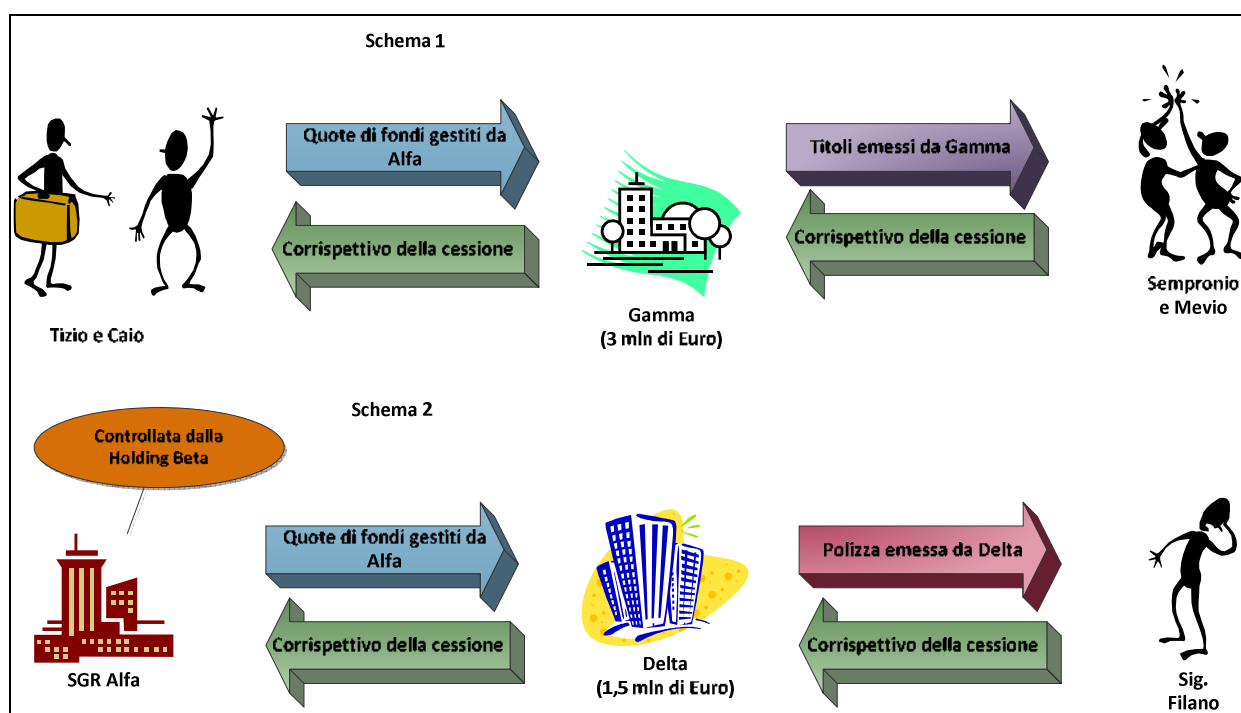 Schema 1
Quote di fondi gestiti da
Alfa
Titoli emessi da Gamma
Corrispettivo della cessione
Corrispettivo della cessione
Tizio e Caio
Gamma
(3 mln di Euro)
Sempronio
e Mevio
Schema 2
Controllata dalla
Holding Beta
Quote di fondi gestiti da
Alfa
Polizza emessa da Delta
Corrispettivo della cessione
Corrispettivo della cessione
SGR Alfa
Delta
(1,5 mln di Euro)
Sig.
Filano